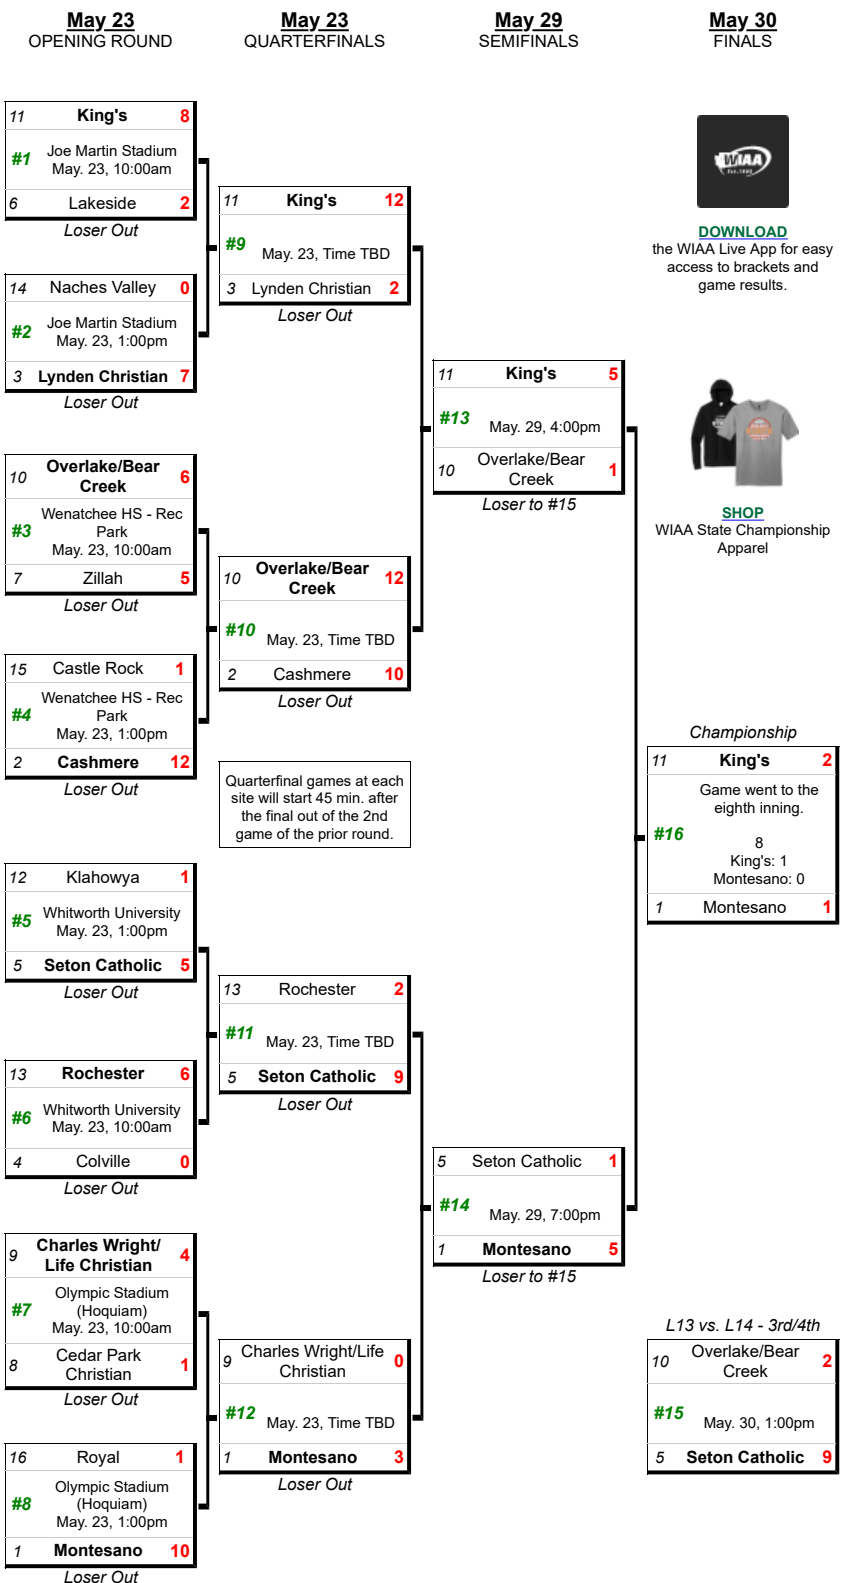 May 23
OPENING ROUND
May 23
QUARTERFINALS
May 29
SEMIFINALS
May 30
FINALS
11 King's 8
#1 Joe Martin Stadium
May. 23, 10:00am
6 Lakeside 2
Loser Out
14 Naches Valley 0
#2 Joe Martin Stadium
May. 23, 1:00pm
3 Lynden Christian 7
Loser Out
10 Overlake/Bear
Creek 6
#3 Wenatchee HS - Rec
Park
May. 23, 10:00am
7 Zillah 5
Loser Out
15 Castle Rock 1
#4 Wenatchee HS - Rec
Park
May. 23, 1:00pm
2 Cashmere 12
Loser Out
12 Klahowya 1
#5 Whitworth University
May. 23, 1:00pm
5 Seton Catholic 5
Loser Out
13 Rochester 6
#6 Whitworth University
May. 23, 10:00am
4 Colville 0
Loser Out
9 Charles Wright/
Life Christian 4
#7 Olympic Stadium
(Hoquiam)
May. 23, 10:00am
8 Cedar Park
Christian 1
Loser Out
16 Royal 1
#8 Olympic Stadium
(Hoquiam)
May. 23, 1:00pm
1 Montesano 10
Loser Out
11 King's 12
#9 May. 23, Time TBD
3 Lynden Christian 2
Loser Out
10 Overlake/Bear
Creek 12
#10 May. 23, Time TBD
2 Cashmere 10
Loser Out
Quarterfinal games at each
site will start 45 min. after
the final out of the 2nd
game of the prior round.
13 Rochester 2
#11 May. 23, Time TBD
5 Seton Catholic 9
Loser Out
9 Charles Wright/Life
Christian 0
#12 May. 23, Time TBD
1 Montesano 3
Loser Out
11 King's 5
#13 May. 29, 4:00pm
10 Overlake/Bear
Creek 1
Loser to #15
5 Seton Catholic 1
#14 May. 29, 7:00pm
1 Montesano 5
Loser to #15
WIAA
DOWNLOAD
the WIAA Live App for easy
access to brackets and
game results.
SHOP
WIAA State Championship
Apparel
Championship
11 King's 2
#16 Game went to the
eighth inning.
8
King's: 1
Montesano: 0
1 Montesano 1
L13 vs. L14 - 3rd/4th
10 Overlake/Bear
Creek 2
#15 May. 30, 1:00pm
5 Seton Catholic 9